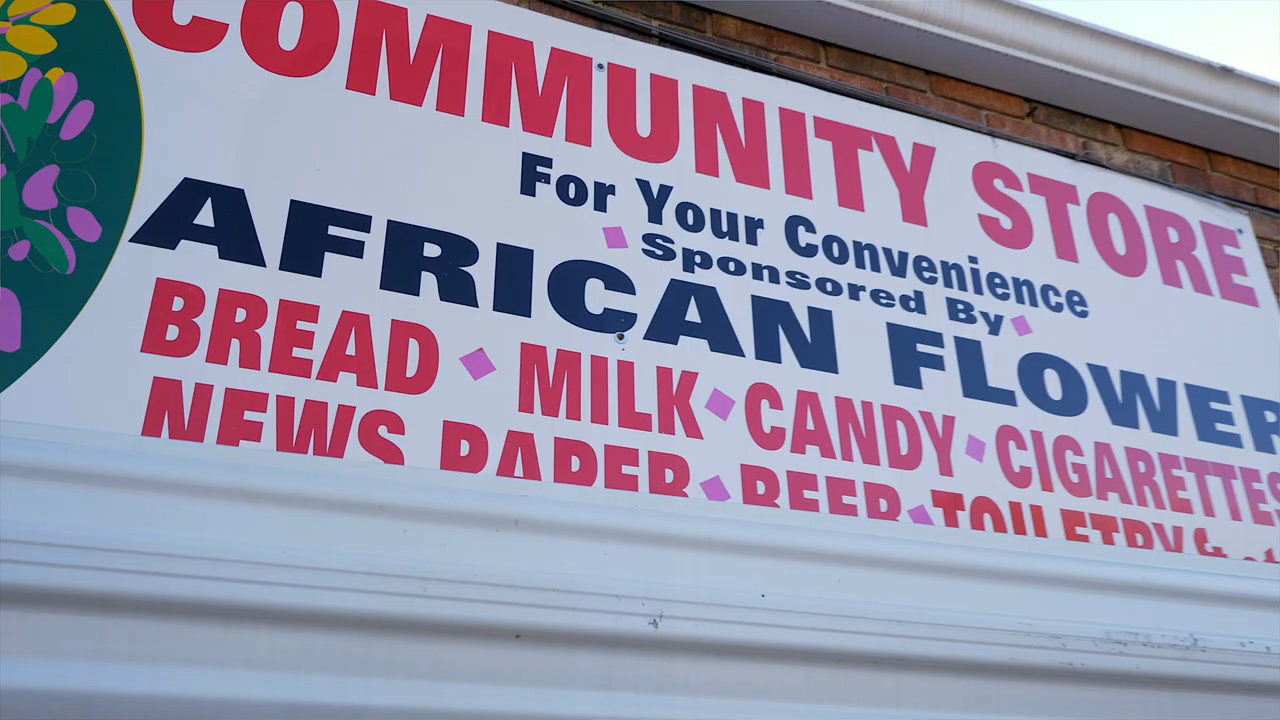 COMMUNITY STORE
For Your Convenience
Sponsored By
AFRICAN FLOWER
BREAD MILK CANDY CIGARETTES
NEWS PAPER BEER TOILETRY &